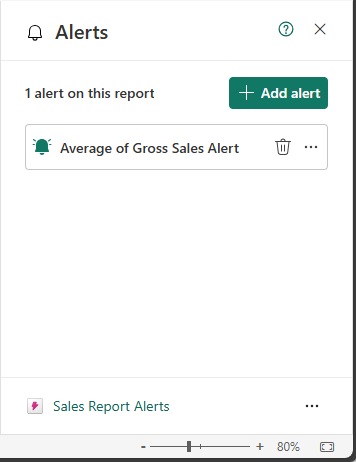 Alerts
1 alert on this report
Add alert
Average of Gross Sales Alert
Sales Report Alerts
- + 80%